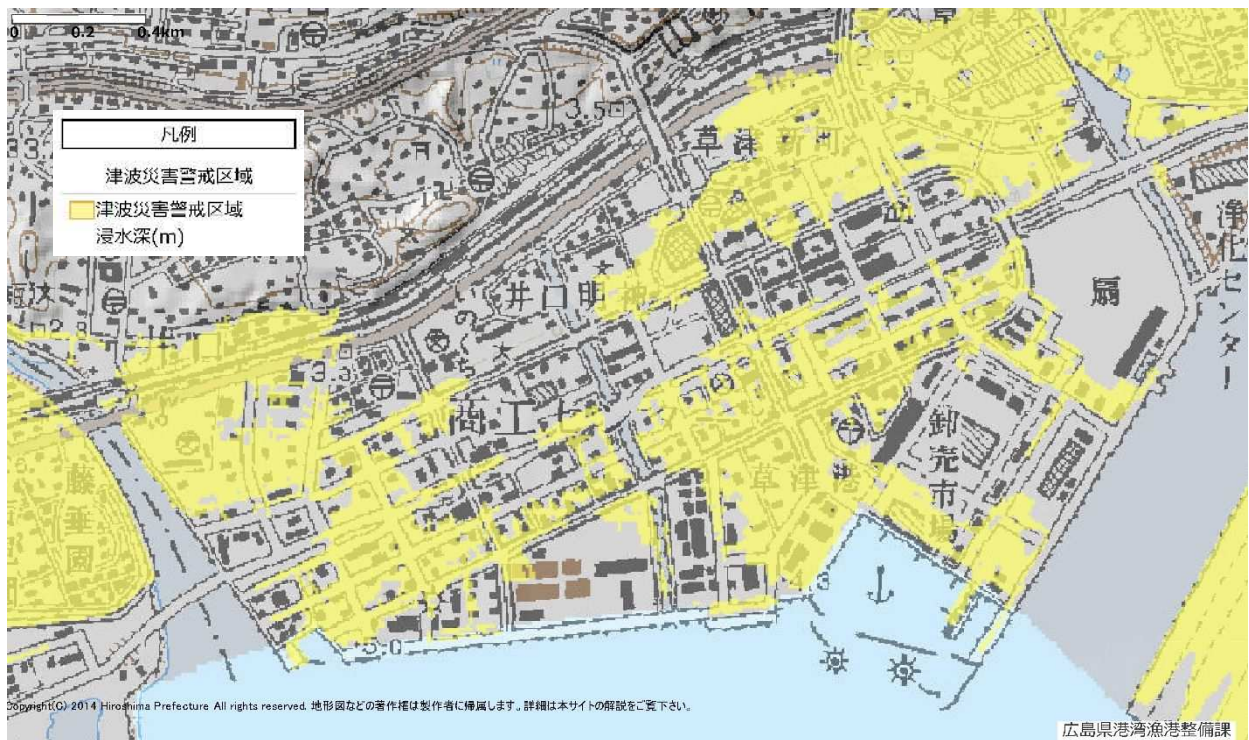 0 0.2 0.4km
凡例
津波災害警戒区域
津波災害警戒区域
浸水深(m)
3.5
草津新町
浄化センター
扇
井口明神
3.3
商工センター
卸売市場
草津港
藤垂園
3
5.0
Copyright(C) 2014 Hiroshima Prefecture All rights reserved. 地形図などの著作権は製作者に帰属します。詳細は本サイトの解説をご覧下さい。
広島県港湾漁港整備課